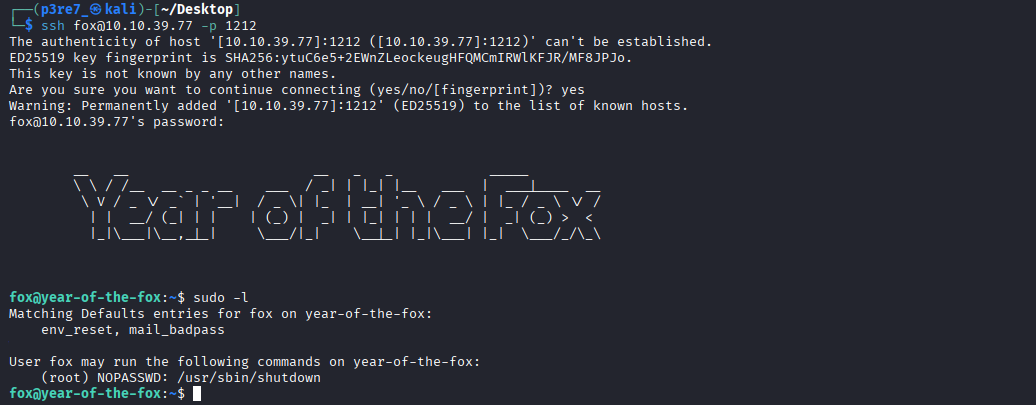 ┌──(p3re7_㉿kali)-[~/Desktop]
└─$ ssh fox@10.10.39.77 -p 1212
The authenticity of host '[10.10.39.77]:1212 ([10.10.39.77]:1212)' can't be established.
ED25519 key fingerprint is SHA256:ytuC6e5+2EWnZLeockeugHFQMCmIRWlKFJR/MF8JPJo.
This key is not known by any other names.
Are you sure you want to continue connecting (yes/no/[fingerprint])? yes
Warning: Permanently added '[10.10.39.77]:1212' (ED25519) to the list of known hosts.
fox@10.10.39.77's password:
Year of the Fox
fox@year-of-the-fox:~$ sudo -l
Matching Defaults entries for fox on year-of-the-fox:
env_reset, mail_badpass
User fox may run the following commands on year-of-the-fox:
(root) NOPASSWD: /usr/sbin/shutdown
fox@year-of-the-fox:~$